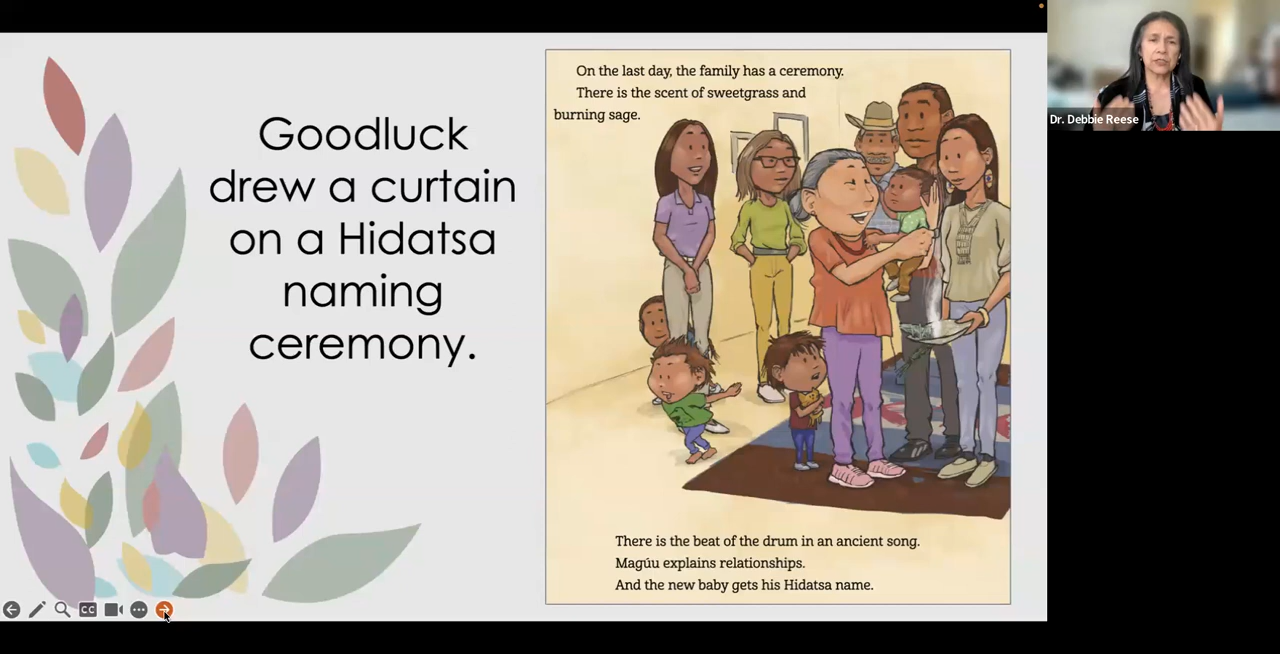 Goodluck
drew a curtain
on a Hidatsa
naming
ceremony.
On the last day, the family has a ceremony.
There is the scent of sweetgrass and
burning sage.
There is the beat of the drum in an ancient song.
Magúu explains relationships.
And the new baby gets his Hidatsa name.
Dr. Debbie Reese
CC